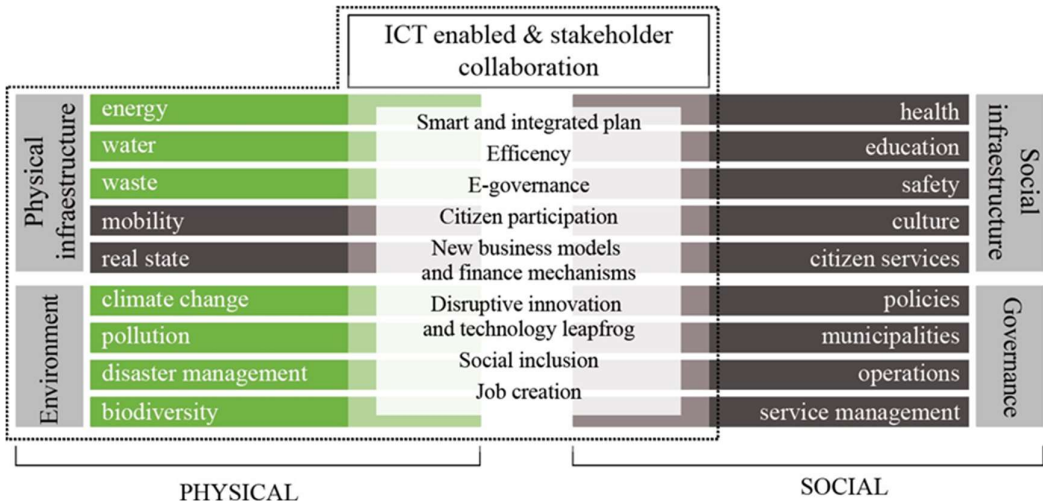 ICT enabled & stakeholder
collaboration
Physical
infraestructure
energy
water
waste
mobility
real state
Environment
climate change
pollution
disaster management
biodiversity
Smart and integrated plan
Efficency
E-governance
Citizen participation
New business models
and finance mechanisms
Disruptive innovation
and technology leapfrog
Social inclusion
Job creation
health
education
safety
culture
citizen services
Social
infraestructure
policies
municipalities
operations
service management
Governance
PHYSICAL
SOCIAL